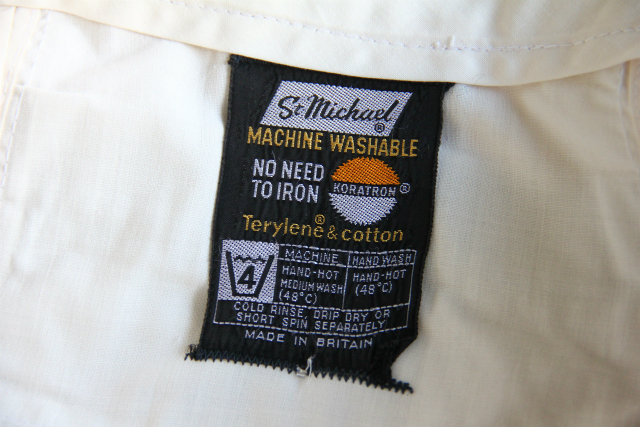 St Michael®
MACHINE WASHABLE
NO NEED
TO IRON
KORATRON®
Terylene® & cotton
4
MACHINE
HAND-HOT
MEDIUM WASH
(48°C)
HAND WASH
HAND-HOT
(48°C)
COLD RINSE, DRIP DRY OR
SHORT SPIN SEPARATELY
MADE IN BRITAIN